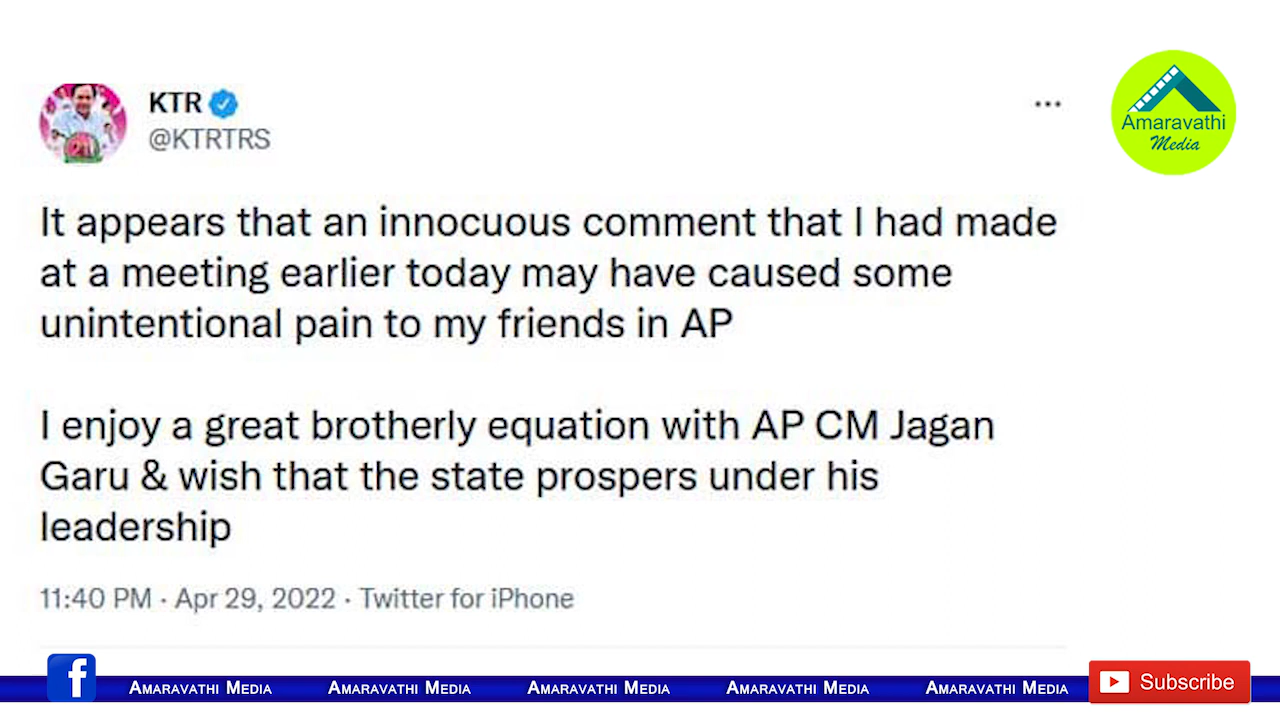 KTR
@KTRTRS
...
Amaravathi
Media
It appears that an innocuous comment that I had made
at a meeting earlier today may have caused some
unintentional pain to my friends in AP
I enjoy a great brotherly equation with AP CM Jagan
Garu & wish that the state prospers under his
leadership
11:40 PM · Apr 29, 2022 · Twitter for iPhone
f Amaravathi Media Amaravathi Media Amaravathi Media Amaravathi Media Amaravathi Media Subscribe